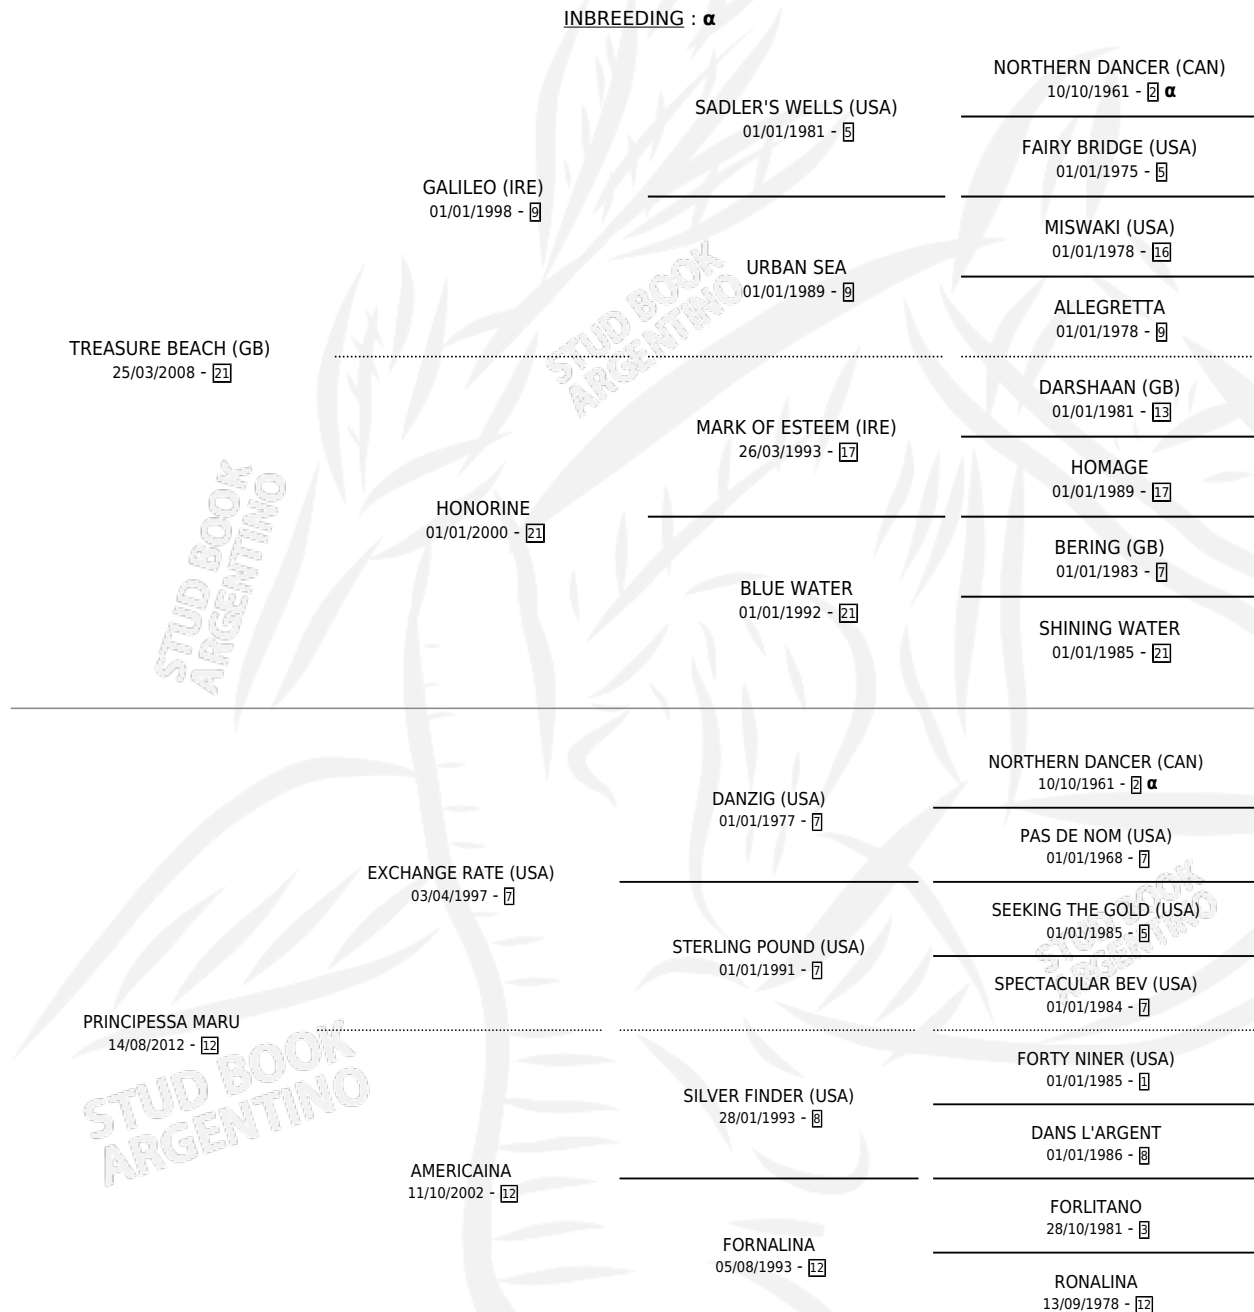 INBREEDING : α
NORTHERN DANCER (CAN)
10/10/1961 - 2 α
SADLER'S WELLS (USA)
01/01/1981 - 5
FAIRY BRIDGE (USA)
01/01/1975 - 5
GALILEO (IRE)
01/01/1998 - 9
MISWAKI (USA)
01/01/1978 - 16
URBAN SEA
01/01/1989 - 9
ALLEGRETTA
01/01/1978 - 9
TREASURE BEACH (GB)
25/03/2008 - 21
DARSHAAN (GB)
01/01/1981 - 13
MARK OF ESTEEM (IRE)
26/03/1993 - 17
HOMAGE
01/01/1989 - 17
HONORINE
01/01/2000 - 21
BERING (GB)
01/01/1983 - 7
BLUE WATER
01/01/1992 - 21
SHINING WATER
01/01/1985 - 21
NORTHERN DANCER (CAN)
10/10/1961 - 2 α
DANZIG (USA)
01/01/1977 - 7
PAS DE NOM (USA)
01/01/1968 - 7
EXCHANGE RATE (USA)
03/04/1997 - 7
SEEKING THE GOLD (USA)
01/01/1985 - 5
STERLING POUND (USA)
01/01/1991 - 7
SPECTACULAR BEV (USA)
01/01/1984 - 7
PRINCIPESSA MARU
14/08/2012 - 12
FORTY NINER (USA)
01/01/1985 - 1
SILVER FINDER (USA)
28/01/1993 - 8
DANS L'ARGENT
01/01/1986 - 8
AMERICAINA
11/10/2002 - 12
FORLITANO
28/10/1981 - 3
FORNALINA
05/08/1993 - 12
RONALINA
13/09/1978 - 12
STUD BOOK
ARGENTINO
STUD BOOK
ARGENTINO
STUD BOOK
ARGENTINO
STUD BOOK
ARGENTINO